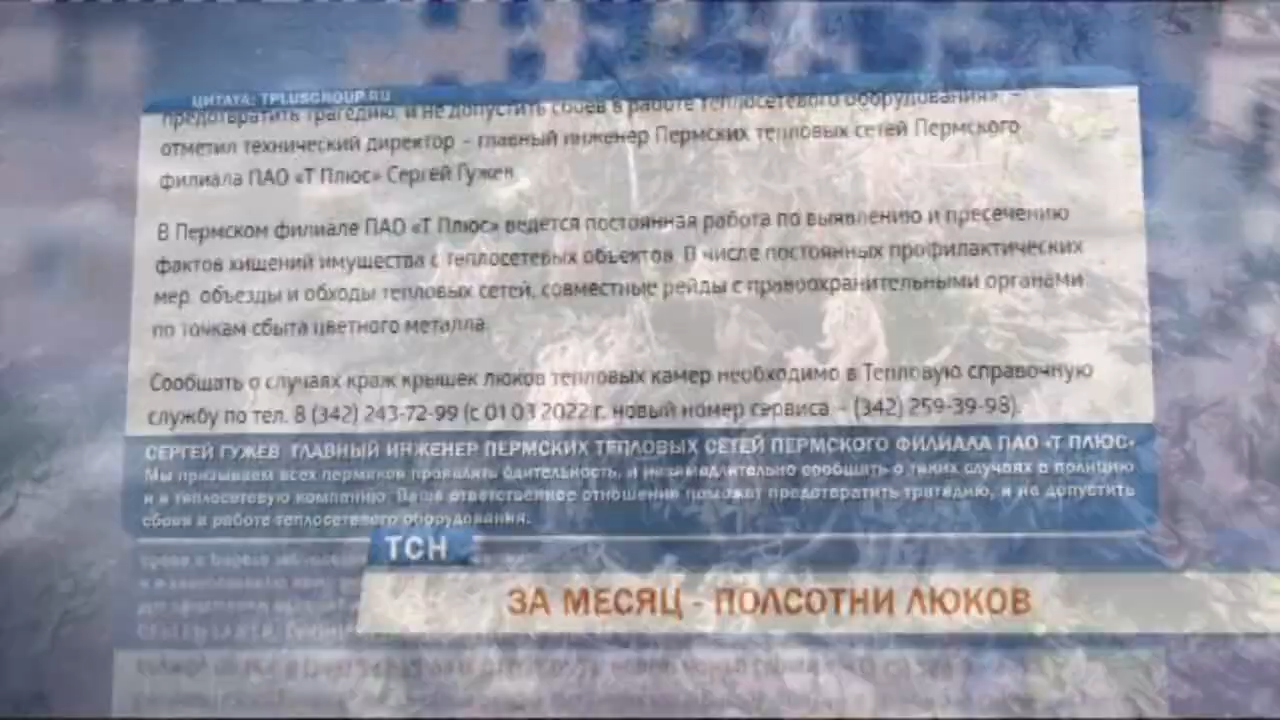 ЦИТАТА: TPLUSGROUP.RU
предотвратить трагедию, и не допустить сбоев в работе теплосетевого оборудования», –
отметил технический директор – главный инженер Пермских тепловых сетей Пермского
филиала ПАО «Т Плюс» Сергей Гужев.
В Пермском филиале ПАО «Т Плюс» ведется постоянная работа по выявлению и пресечению
фактов хищений имущества с теплосетевых объектов. В числе постоянных профилактических
мер: объезды и обходы тепловых сетей, совместные рейды с правоохранительными органами
по точкам сбыта цветного металла.
Сообщать о случаях краж крышек люков тепловых камер необходимо в Тепловую справочную
службу по тел. 8 (342) 243-72-99 (с 01.03.2022 г. новый номер сервиса – (342) 259-39-98).
СЕРГЕЙ ГУЖЕВ ГЛАВНЫЙ ИНЖЕНЕР ПЕРМСКИХ ТЕПЛОВЫХ СЕТЕЙ ПЕРМСКОГО ФИЛИАЛА ПАО «Т ПЛЮС»
Мы призываем всех пермяков проявлять бдительность, и незамедлительно сообщать о таких случаях в полицию
и в теплосетевую компанию. Ваше ответственное отношение поможет предотвратить трагедию, и не допустить
сбоев в работе теплосетевого оборудования.
ТСН
ЗА МЕСЯЦ - ПОЛСОТНИ ЛЮКОВ